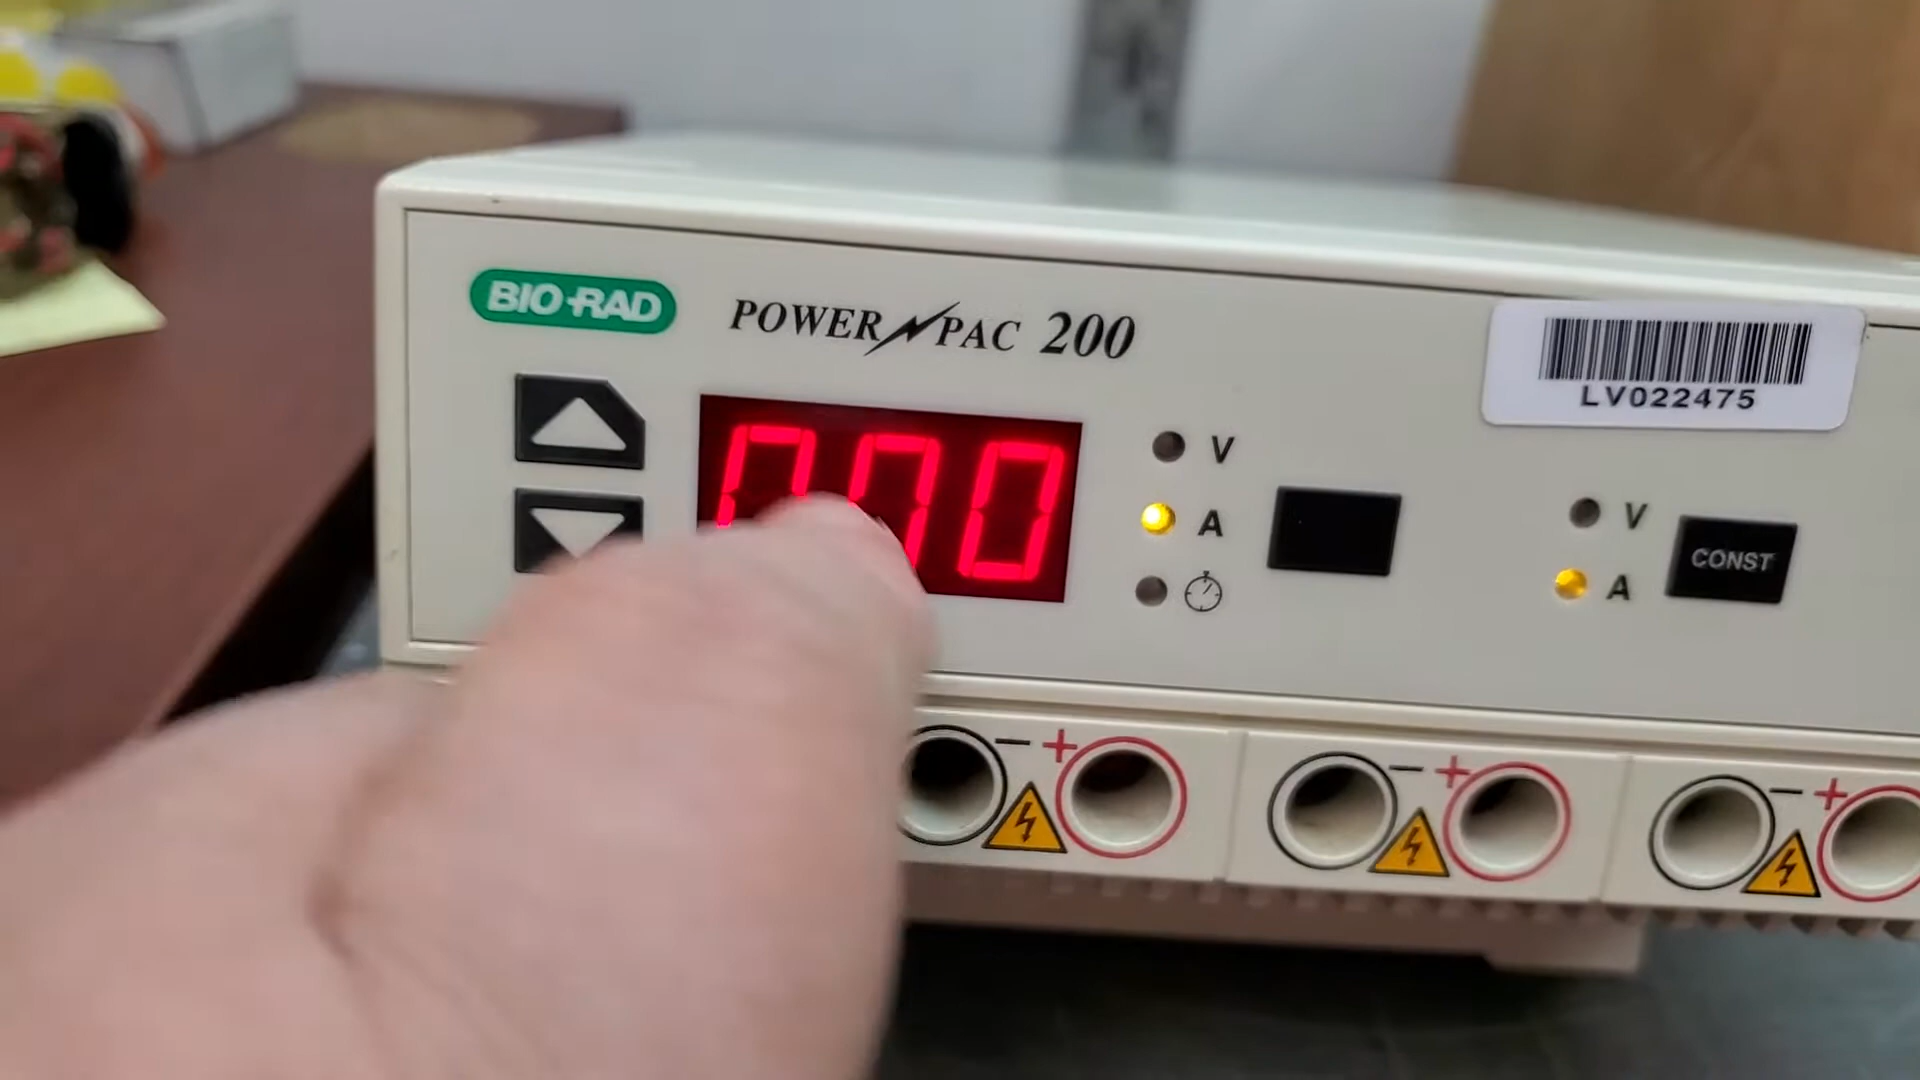 BIO-RAD
POWER PAC 200
LV022475
V
A
V
A
CONST
- +
- +
- +